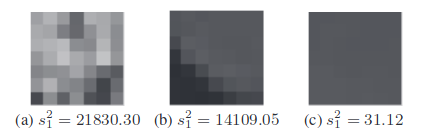 (a) s₁² = 21830.30 (b) s₁² = 14109.05 (c) s₁² = 31.12